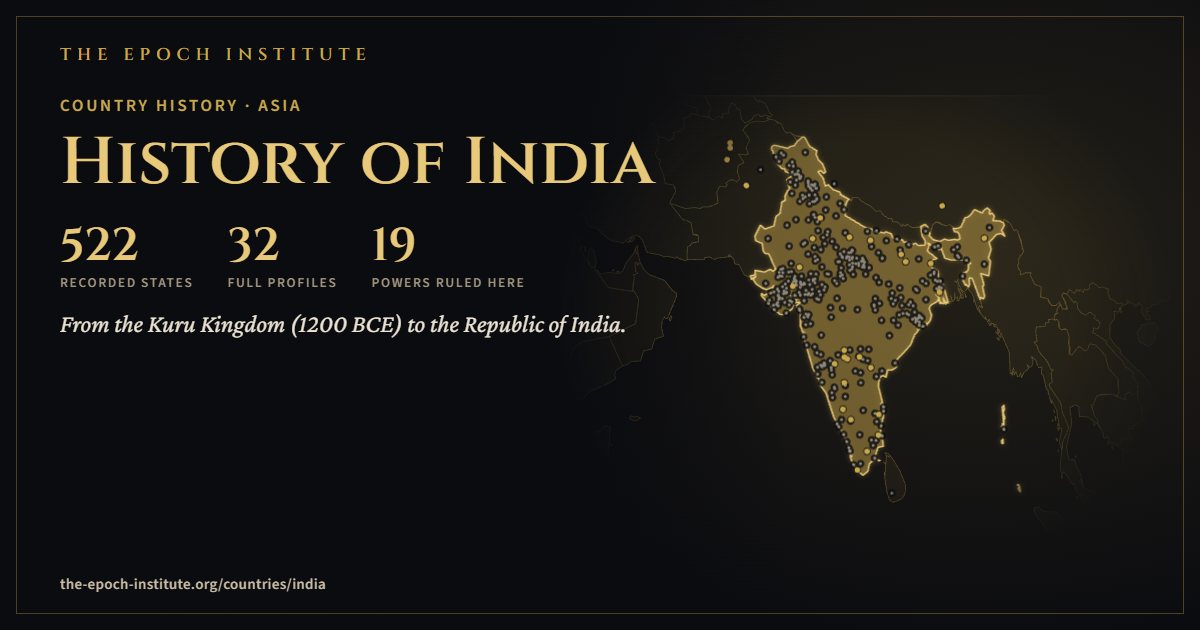 THE EPOCH INSTITUTE
COUNTRY HISTORY · ASIA
HISTORY OF INDIA
522
RECORDED STATES
32
FULL PROFILES
19
POWERS RULED HERE
From the Kuru Kingdom (1200 BCE) to the Republic of India.
the-epoch-institute.org/countries/india